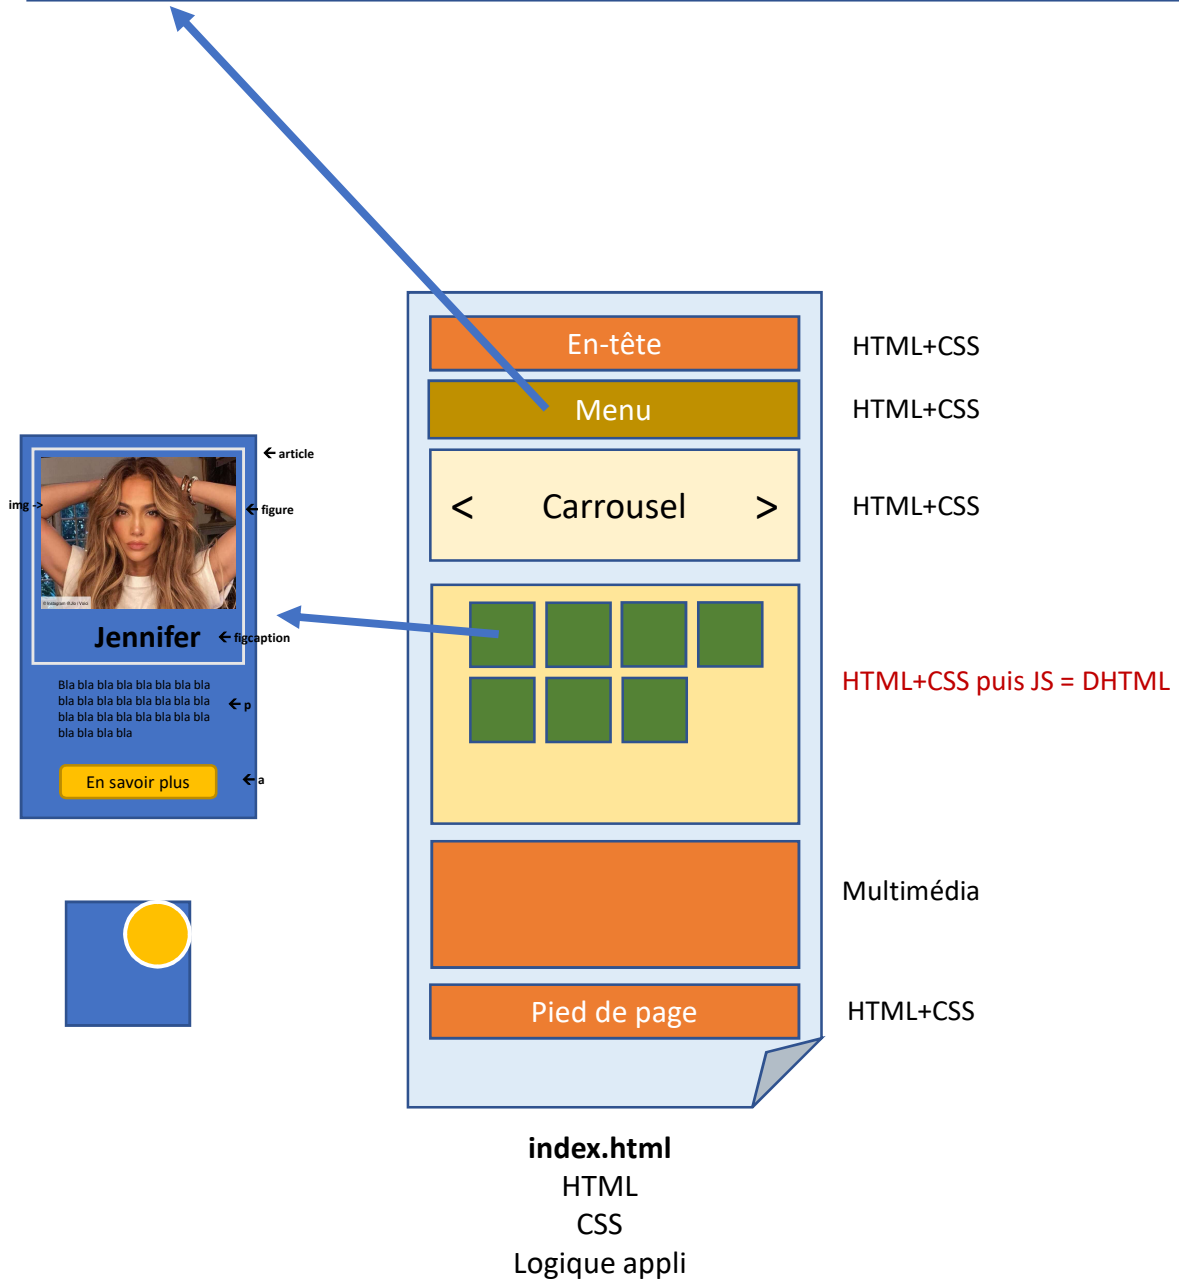 En-tête
HTML+CSS
Menu
HTML+CSS
< Carrousel >
HTML+CSS
← article
img ->
← figure
Jennifer
← figcaption
Bla bla bla bla bla bla bla bla
bla bla bla bla bla bla bla bla
bla bla bla bla bla bla bla bla
bla bla bla bla
← p
En savoir plus
← a
HTML+CSS puis JS = DHTML
Multimédia
Pied de page
HTML+CSS
index.html
HTML
CSS
Logique appli